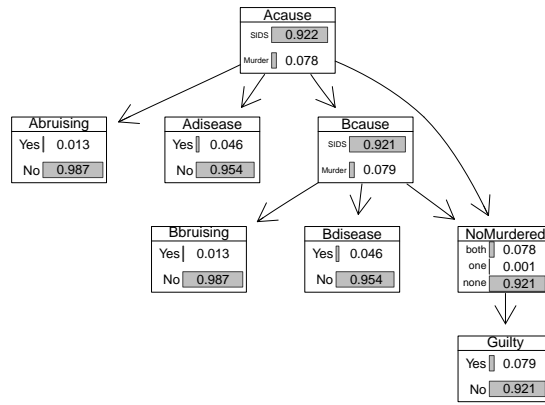 Acause
SIDS 0.922
Murder 0.078
Abruising
Yes 0.013
No 0.987
Adisease
Yes 0.046
No 0.954
Bcause
SIDS 0.921
Murder 0.079
Bbruising
Yes 0.013
No 0.987
Bdisease
Yes 0.046
No 0.954
NoMurdered
both 0.078
one 0.001
none 0.921
Guilty
Yes 0.079
No 0.921